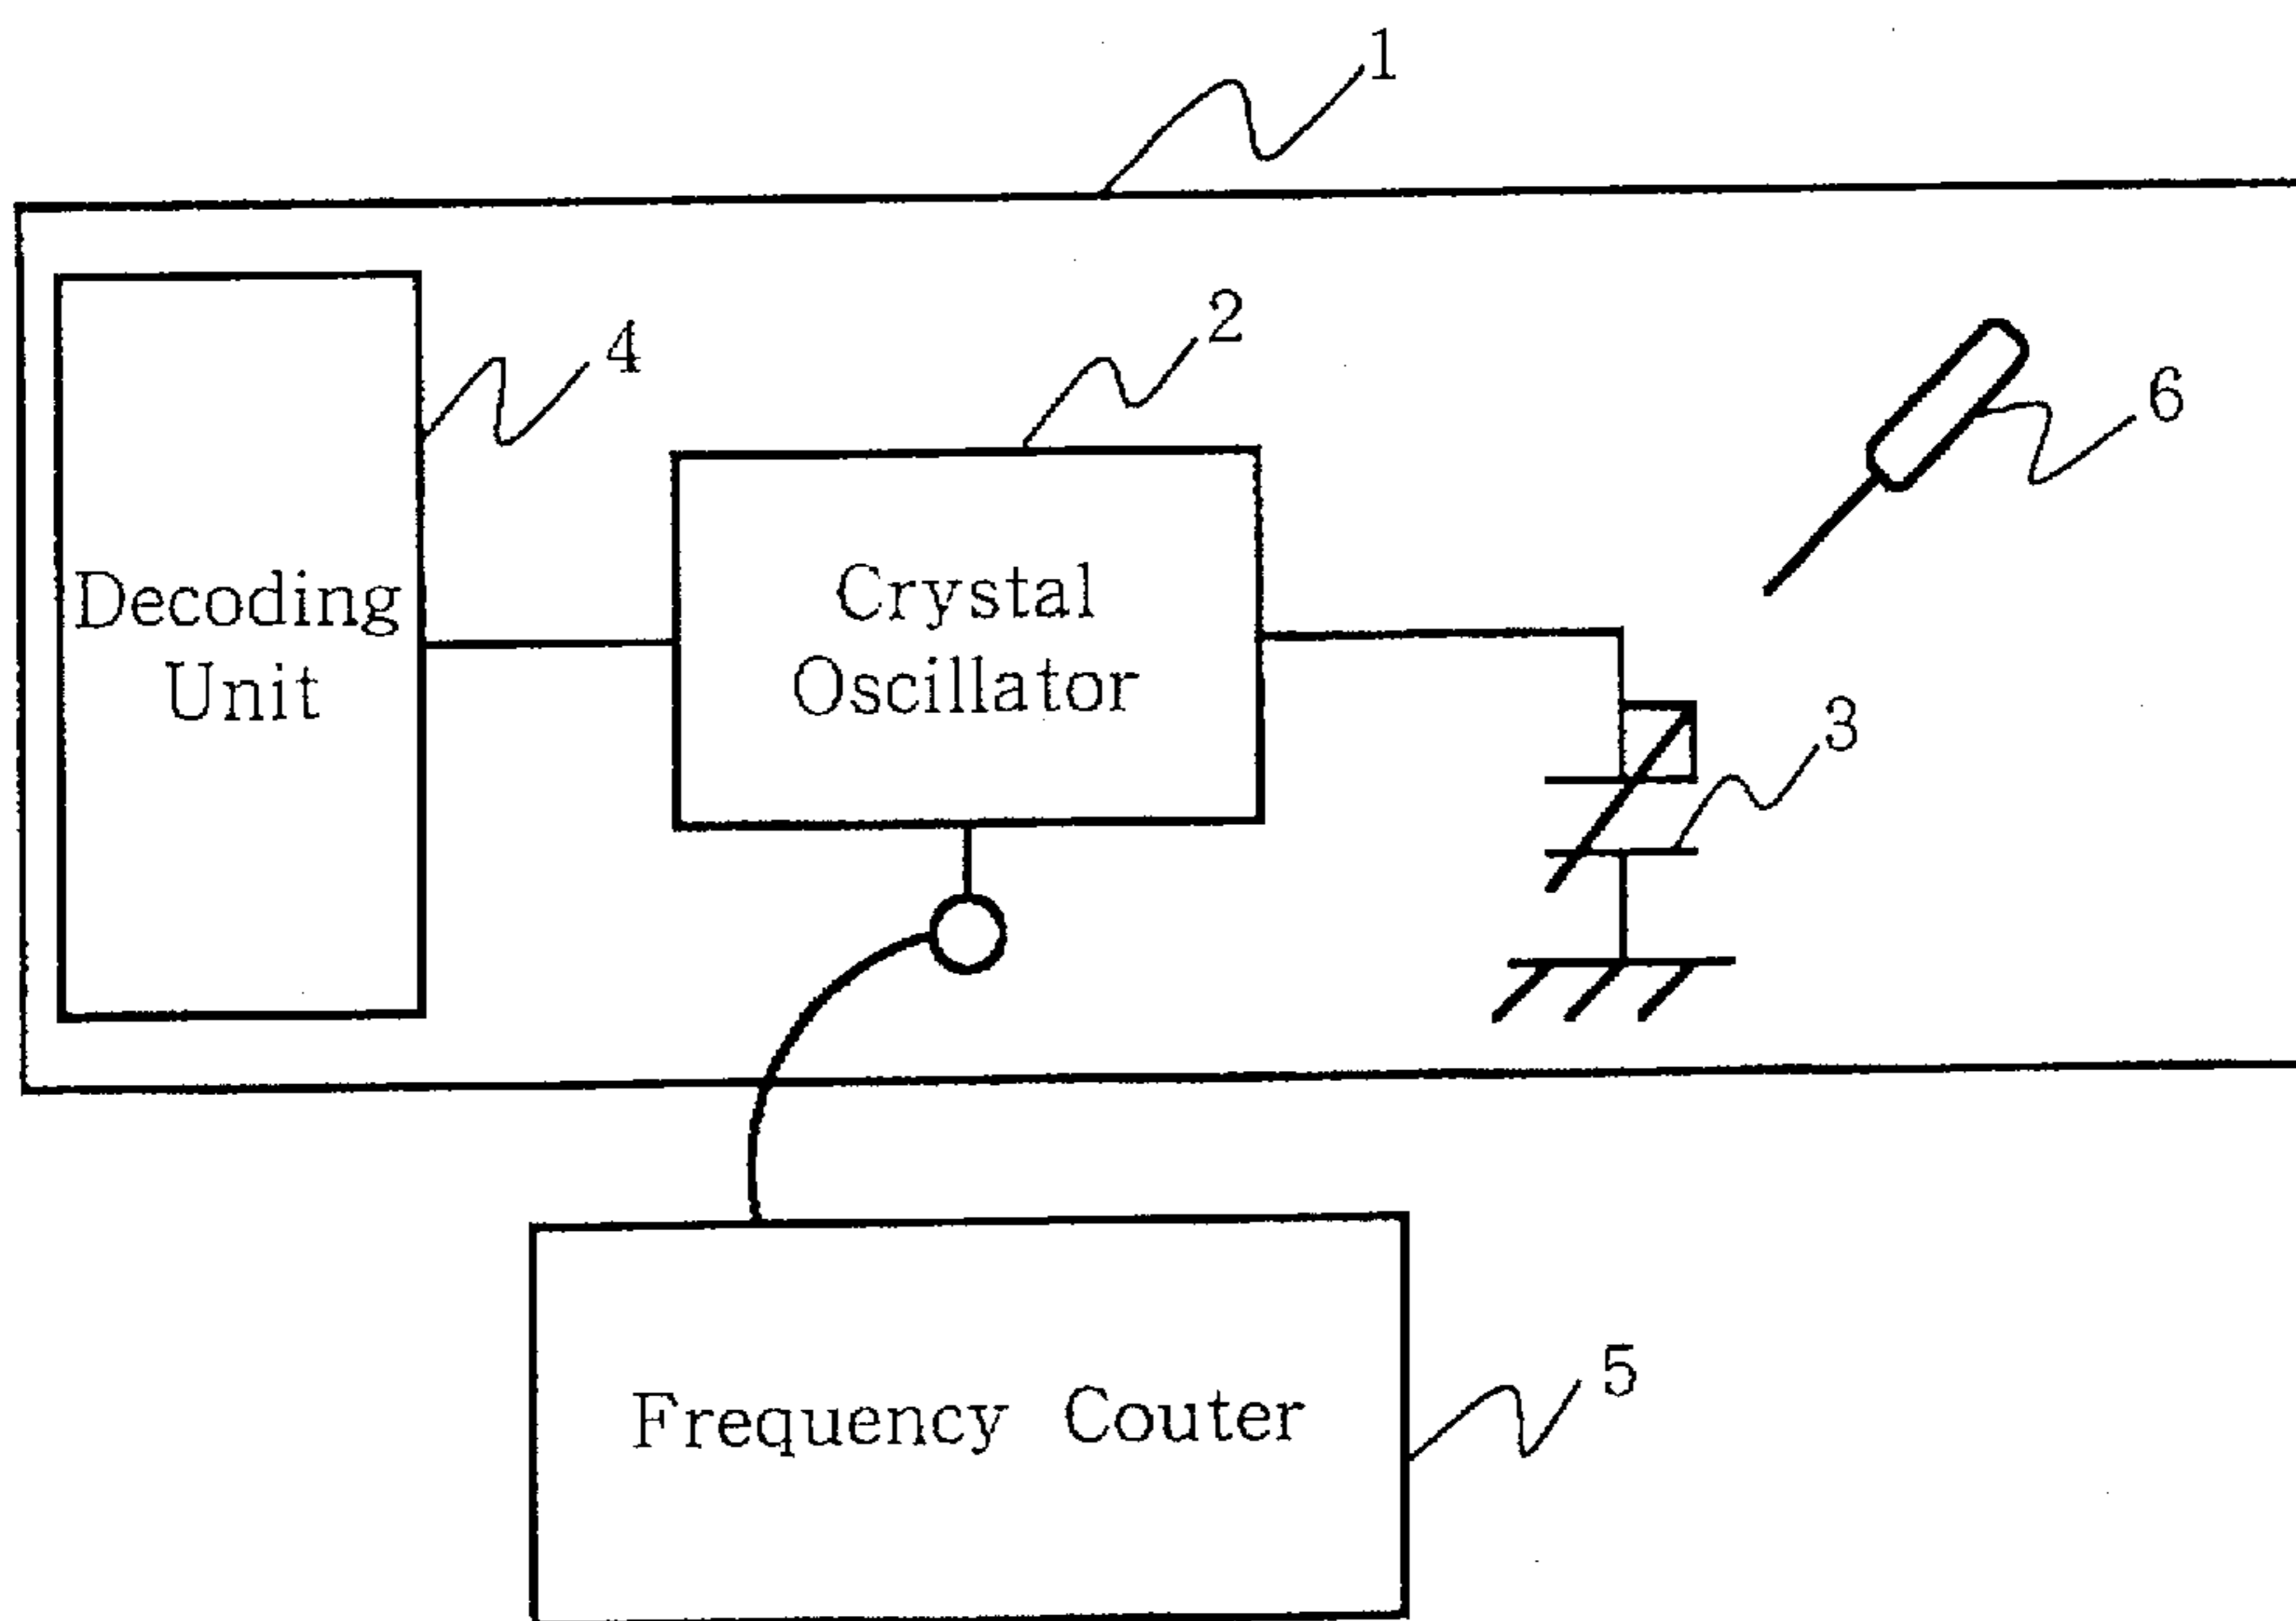 1
4
2
6
Decoding
Unit
Crystal
Oscillator
3
Frequency Couter
5